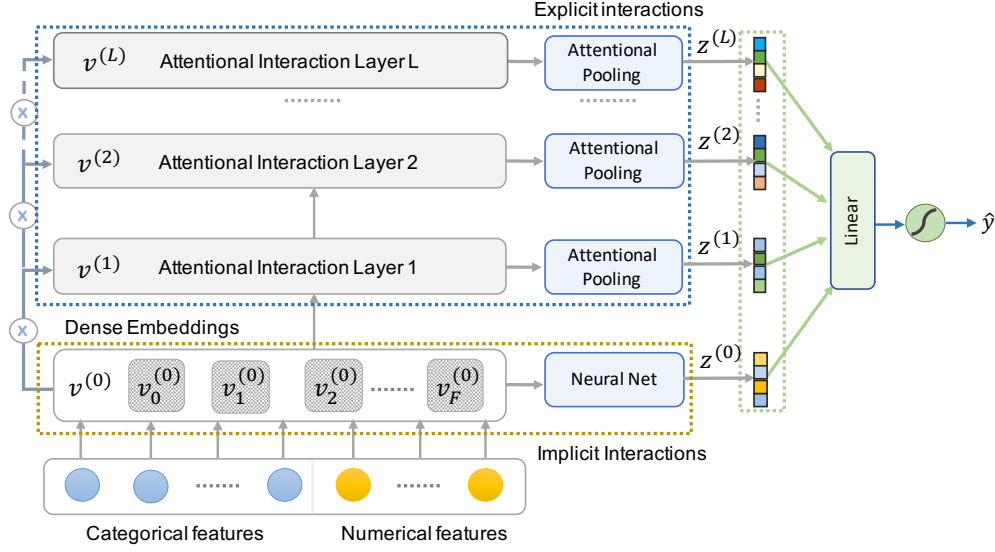 Explicit interactions
v^(L) Attentional Interaction Layer L
Attentional
Pooling
z^(L)
v^(2) Attentional Interaction Layer 2
Attentional
Pooling
z^(2)
v^(1) Attentional Interaction Layer 1
Attentional
Pooling
z^(1)
x
x
x
Linear
ŷ
Dense Embeddings
v^(0) v_0^(0) v_1^(0) v_2^(0) ........ v_F^(0)
Neural Net
z^(0)
Implicit Interactions
Categorical features
Numerical features